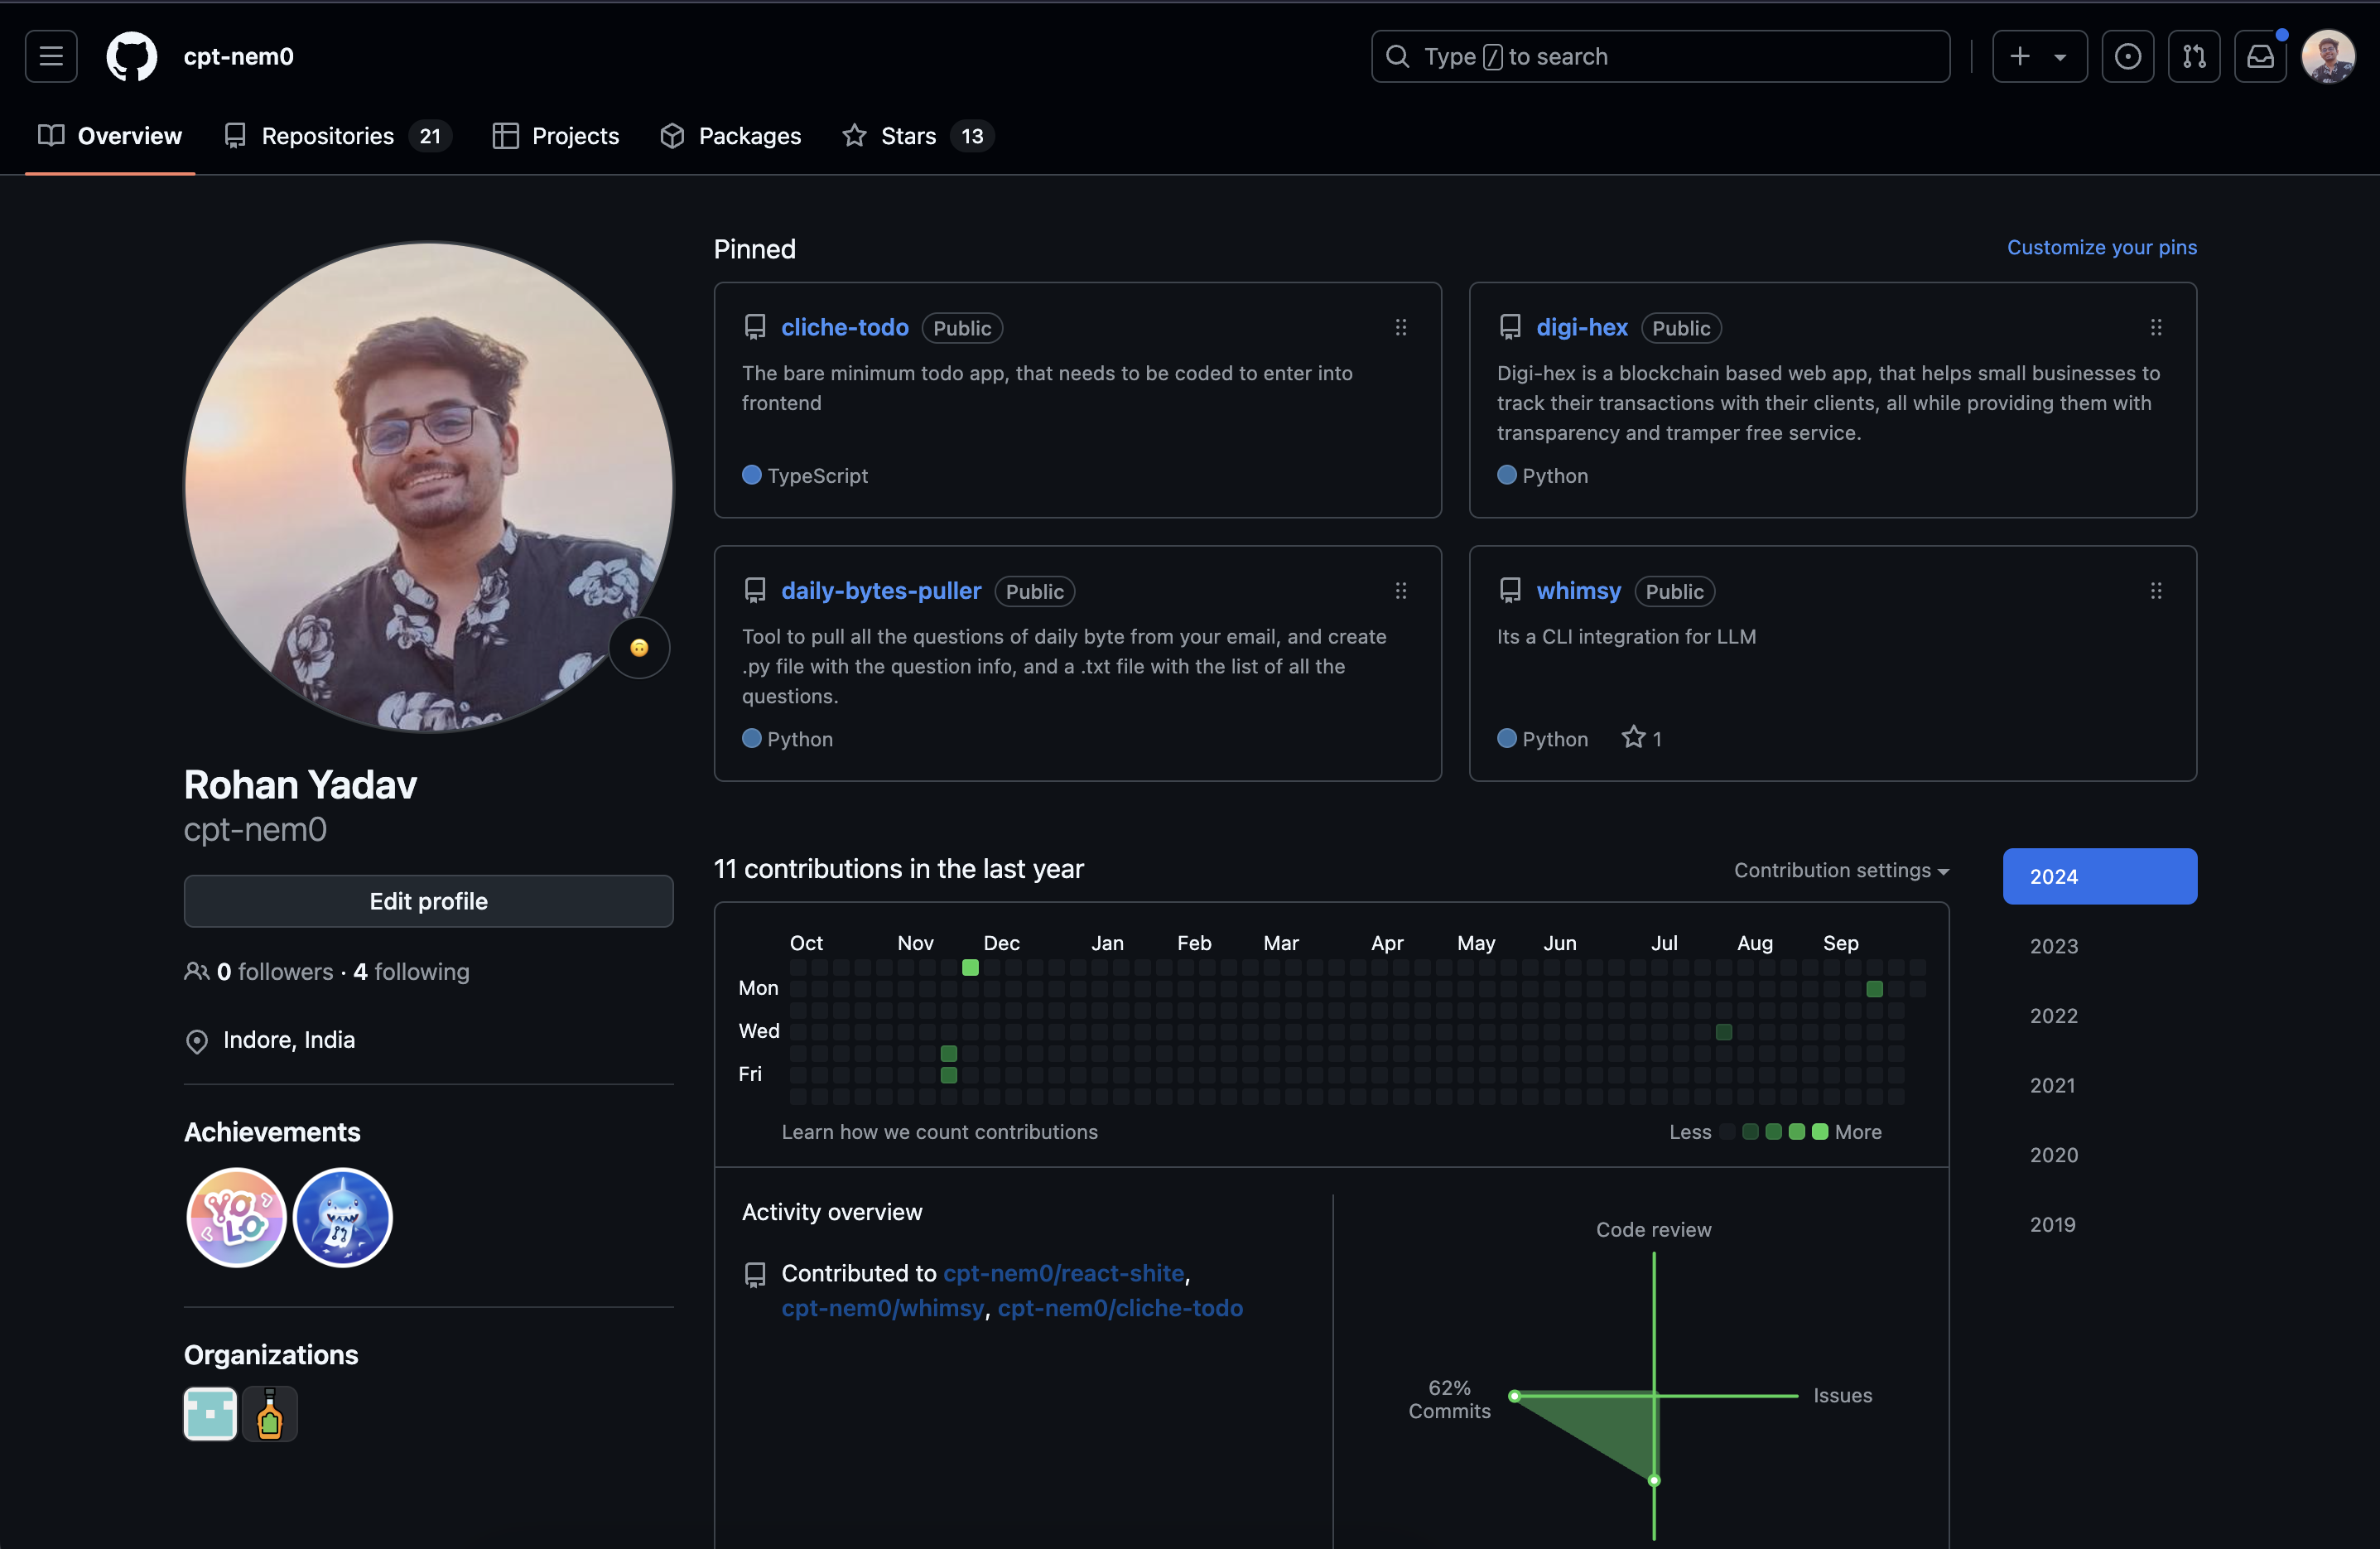 cpt-nem0
Type / to search
Overview
Repositories 21
Projects
Packages
Stars 13
Rohan Yadav
cpt-nem0
Edit profile
0 followers · 4 following
Indore, India
Achievements
YOLO
Organizations
Pinned
Customize your pins
cliche-todo Public
The bare minimum todo app, that needs to be coded to enter into
frontend
TypeScript
digi-hex Public
Digi-hex is a blockchain based web app, that helps small businesses to
track their transactions with their clients, all while providing them with
transparency and tramper free service.
Python
daily-bytes-puller Public
Tool to pull all the questions of daily byte from your email, and create
.py file with the question info, and a .txt file with the list of all the
questions.
Python
whimsy Public
Its a CLI integration for LLM
Python 1
11 contributions in the last year
Contribution settings
Oct Nov Dec Jan Feb Mar Apr May Jun Jul Aug Sep
Mon
Wed
Fri
Learn how we count contributions
Less More
Activity overview
Contributed to cpt-nem0/react-shite,
cpt-nem0/whimsy, cpt-nem0/cliche-todo
Code review
62%
Commits
Issues
2024
2023
2022
2021
2020
2019